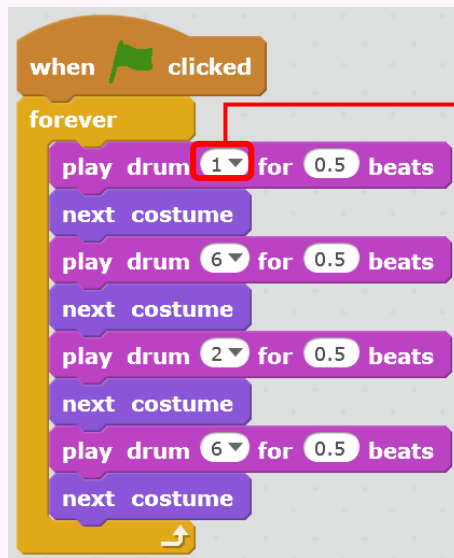 when clicked
forever
play drum 1 for 0.5 beats
next costume
play drum 6 for 0.5 beats
next costume
play drum 2 for 0.5 beats
next costume
play drum 6 for 0.5 beats
next costume